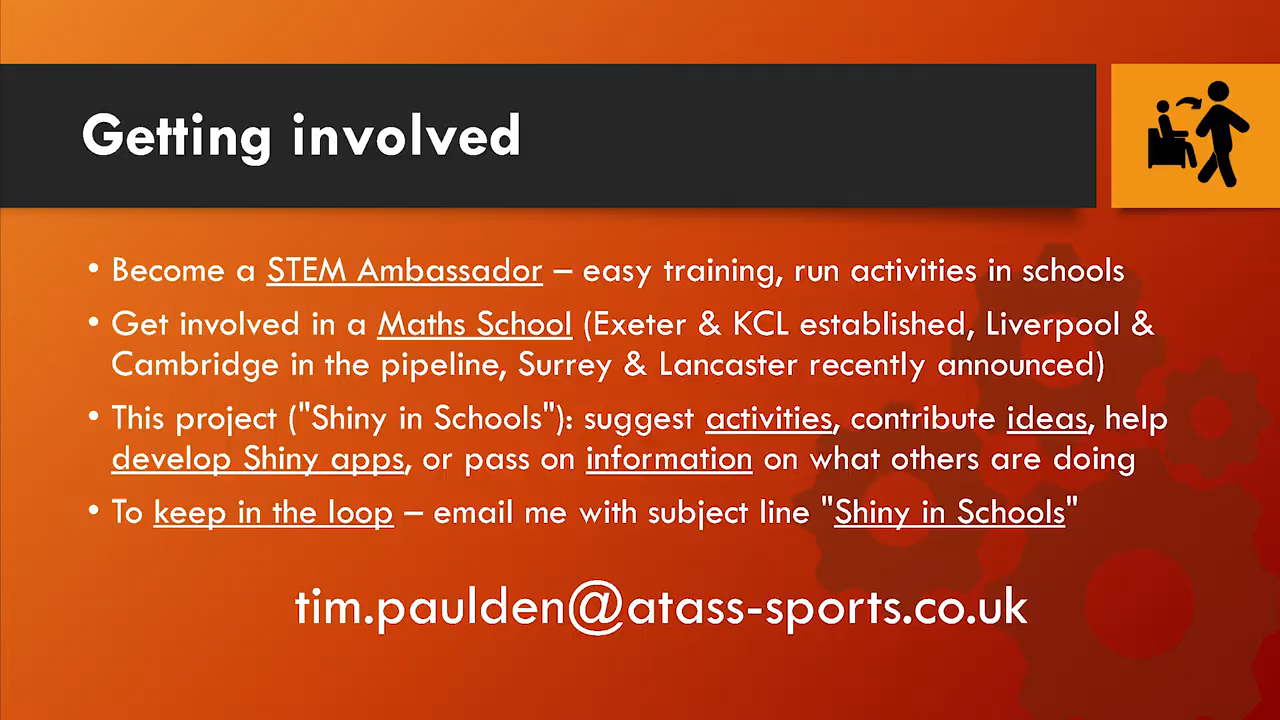 Getting involved
• Become a STEM Ambassador – easy training, run activities in schools
• Get involved in a Maths School (Exeter & KCL established, Liverpool &
Cambridge in the pipeline, Surrey & Lancaster recently announced)
• This project ("Shiny in Schools"): suggest activities, contribute ideas, help
develop Shiny apps, or pass on information on what others are doing
• To keep in the loop – email me with subject line "Shiny in Schools"
tim.paulden@atass-sports.co.uk